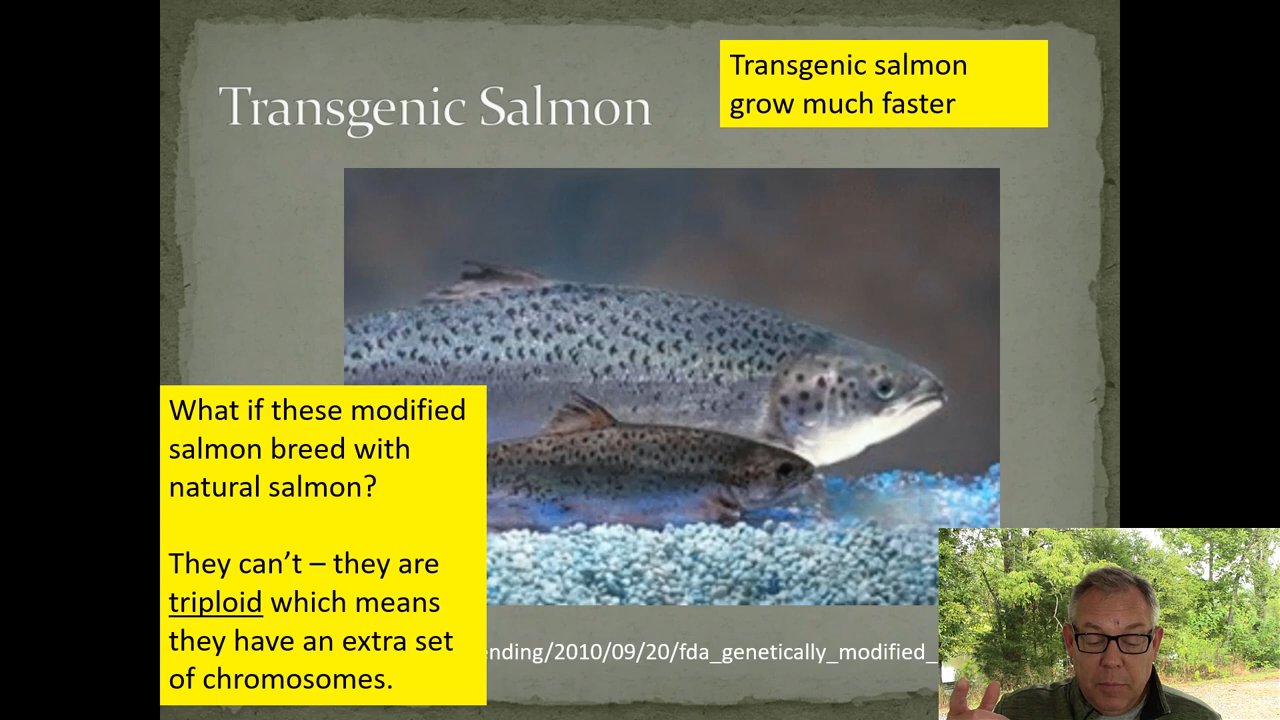 Transgenic Salmon
Transgenic salmon
grow much faster
What if these modified
salmon breed with
natural salmon?
They can’t – they are
triploid which means
they have an extra set
of chromosomes.
ending/2010/09/20/fda_genetically_modified_